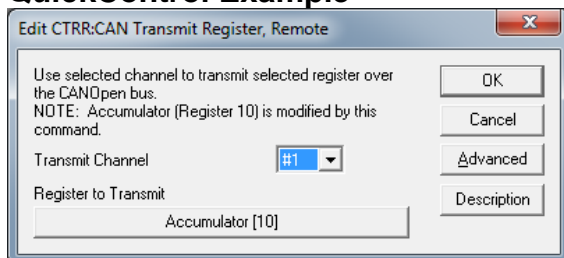 QuickControl Example
Edit CTRR:CAN Transmit Register, Remote
Use selected channel to transmit selected register over
the CANOpen bus.
NOTE: Accumulator (Register 10) is modified by this
command.
Transmit Channel
#1
Register to Transmit
Accumulator [10]
OK
Cancel
Advanced
Description